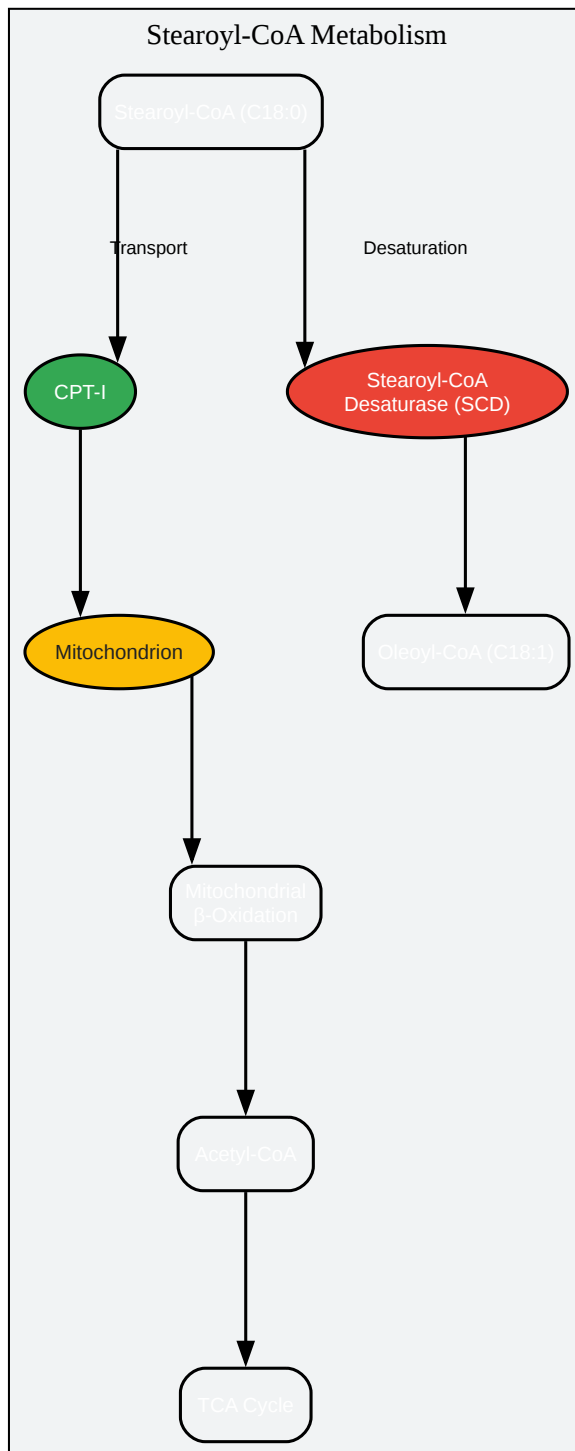 Stearoyl-CoA Metabolism
Stearoyl-CoA (C18:0)
Transport
Desaturation
CPT-I
Stearoyl-CoA
Desaturase (SCD)
Mitochondrion
Oleoyl-CoA (C18:1)
Mitochondrial
β-Oxidation
Acetyl-CoA
TCA Cycle